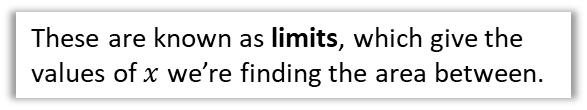 These are known as limits, which give the
values of 𝑥 we’re finding the area between.